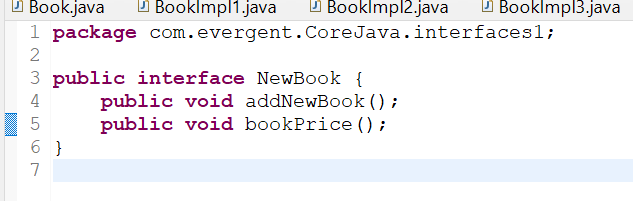 Book.java BookImpl1.java BookImpl2.java BookImpl3.java
1 package com.evergent.CoreJava.interfaces1;
2
3 public interface NewBook {
4 public void addNewBook();
5 public void bookPrice();
6 }
7